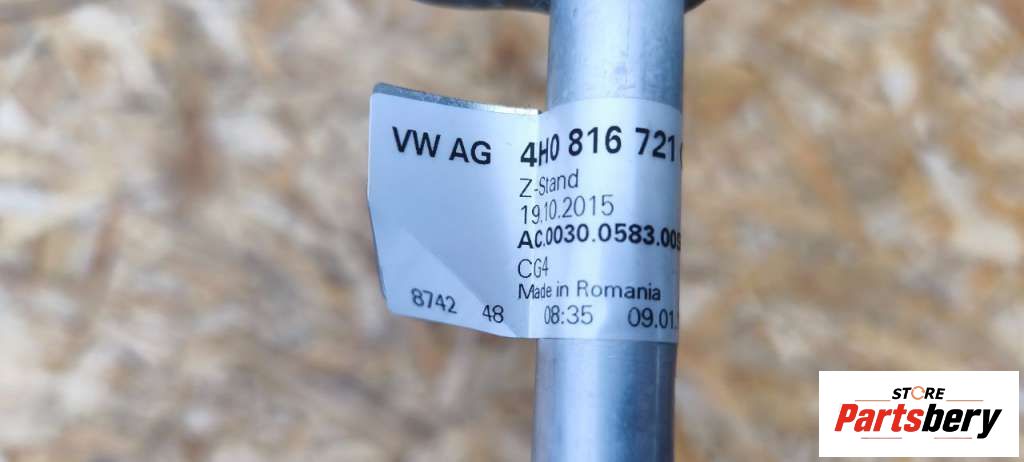 VW AG 4H0 816 721
Z-Stand
19.10.2015
AC.0030.0583.00
CG4
Made in Romania
8742 48 08:35 09.01.
STORE
Partsbery